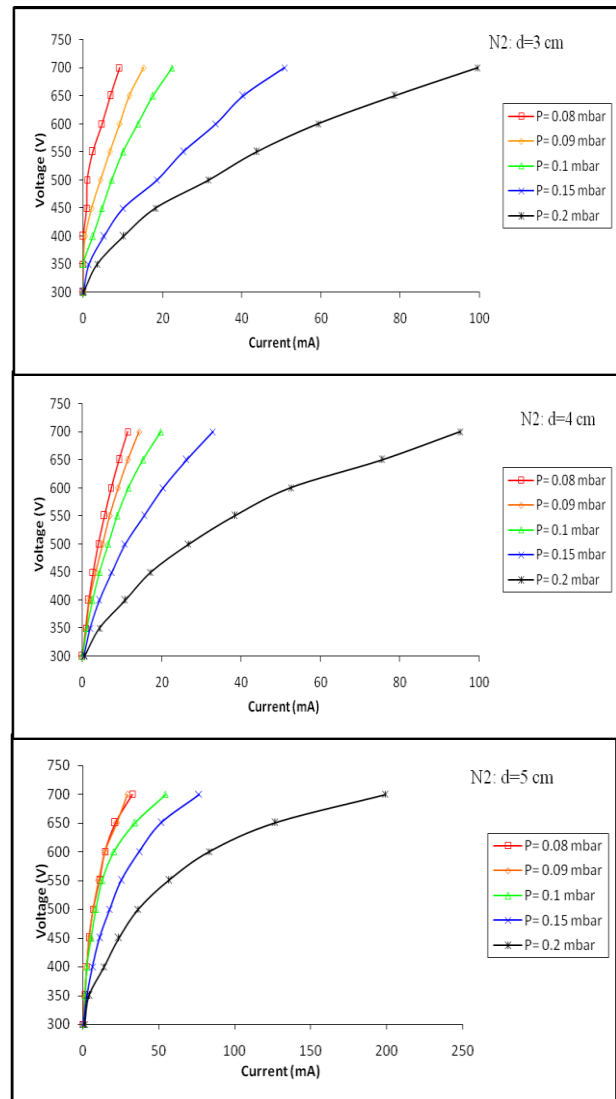 N2: d=3 cm
750
700
650
600
550
500
450
400
350
300
Voltage (V)
0
20
40
60
80
100
Current (mA)
P= 0.08 mbar
P= 0.09 mbar
P= 0.1 mbar
P= 0.15 mbar
P= 0.2 mbar
N2: d=4 cm
750
700
650
600
550
500
450
400
350
300
Voltage (V)
0
20
40
60
80
100
Current (mA)
P= 0.08 mbar
P= 0.09 mbar
P= 0.1 mbar
P= 0.15 mbar
P= 0.2 mbar
N2: d=5 cm
750
700
650
600
550
500
450
400
350
300
Voltage (V)
0
50
100
150
200
250
Current (mA)
P= 0.08 mbar
P= 0.09 mbar
P= 0.1 mbar
P= 0.15 mbar
P= 0.2 mbar